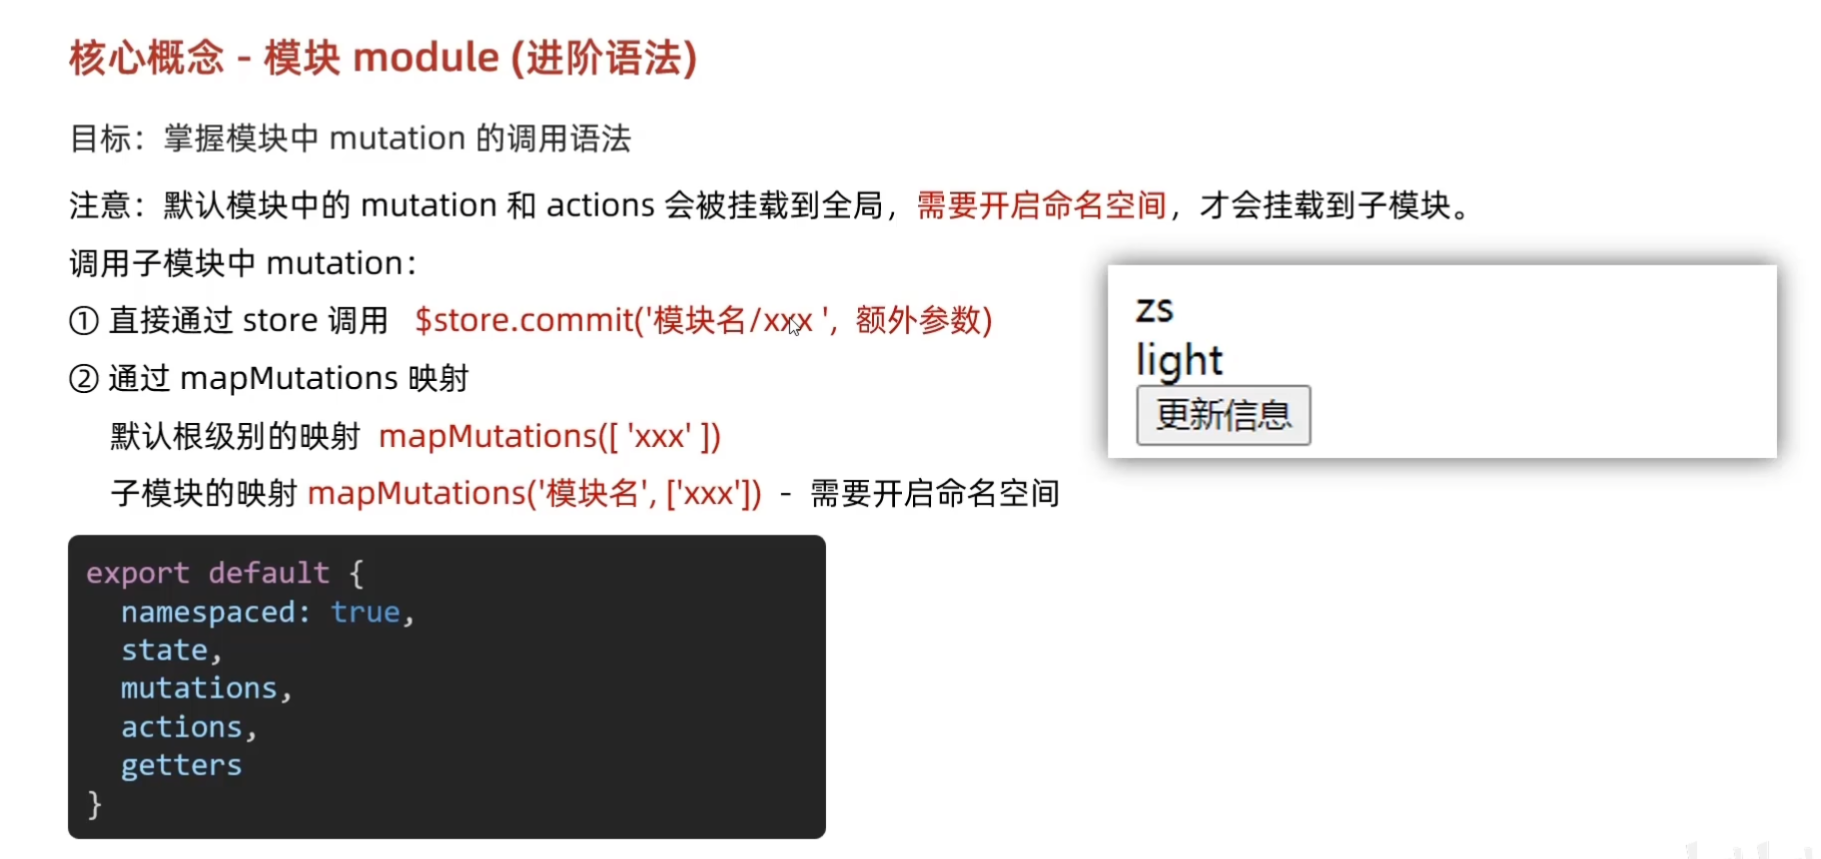 核心概念 - 模块 module (进阶语法)
目标：掌握模块中 mutation 的调用语法
注意：默认模块中的 mutation 和 actions 会被挂载到全局，需要开启命名空间，才会挂载到子模块。
调用子模块中 mutation：
① 直接通过 store 调用 $store.commit('模块名/xxx ', 额外参数)
② 通过 mapMutations 映射
默认根级别的映射 mapMutations([ 'xxx' ])
子模块的映射 mapMutations('模块名', ['xxx']) - 需要开启命名空间
zs
light
更新信息
export default {
  namespaced: true,
  state,
  mutations,
  actions,
  getters
}